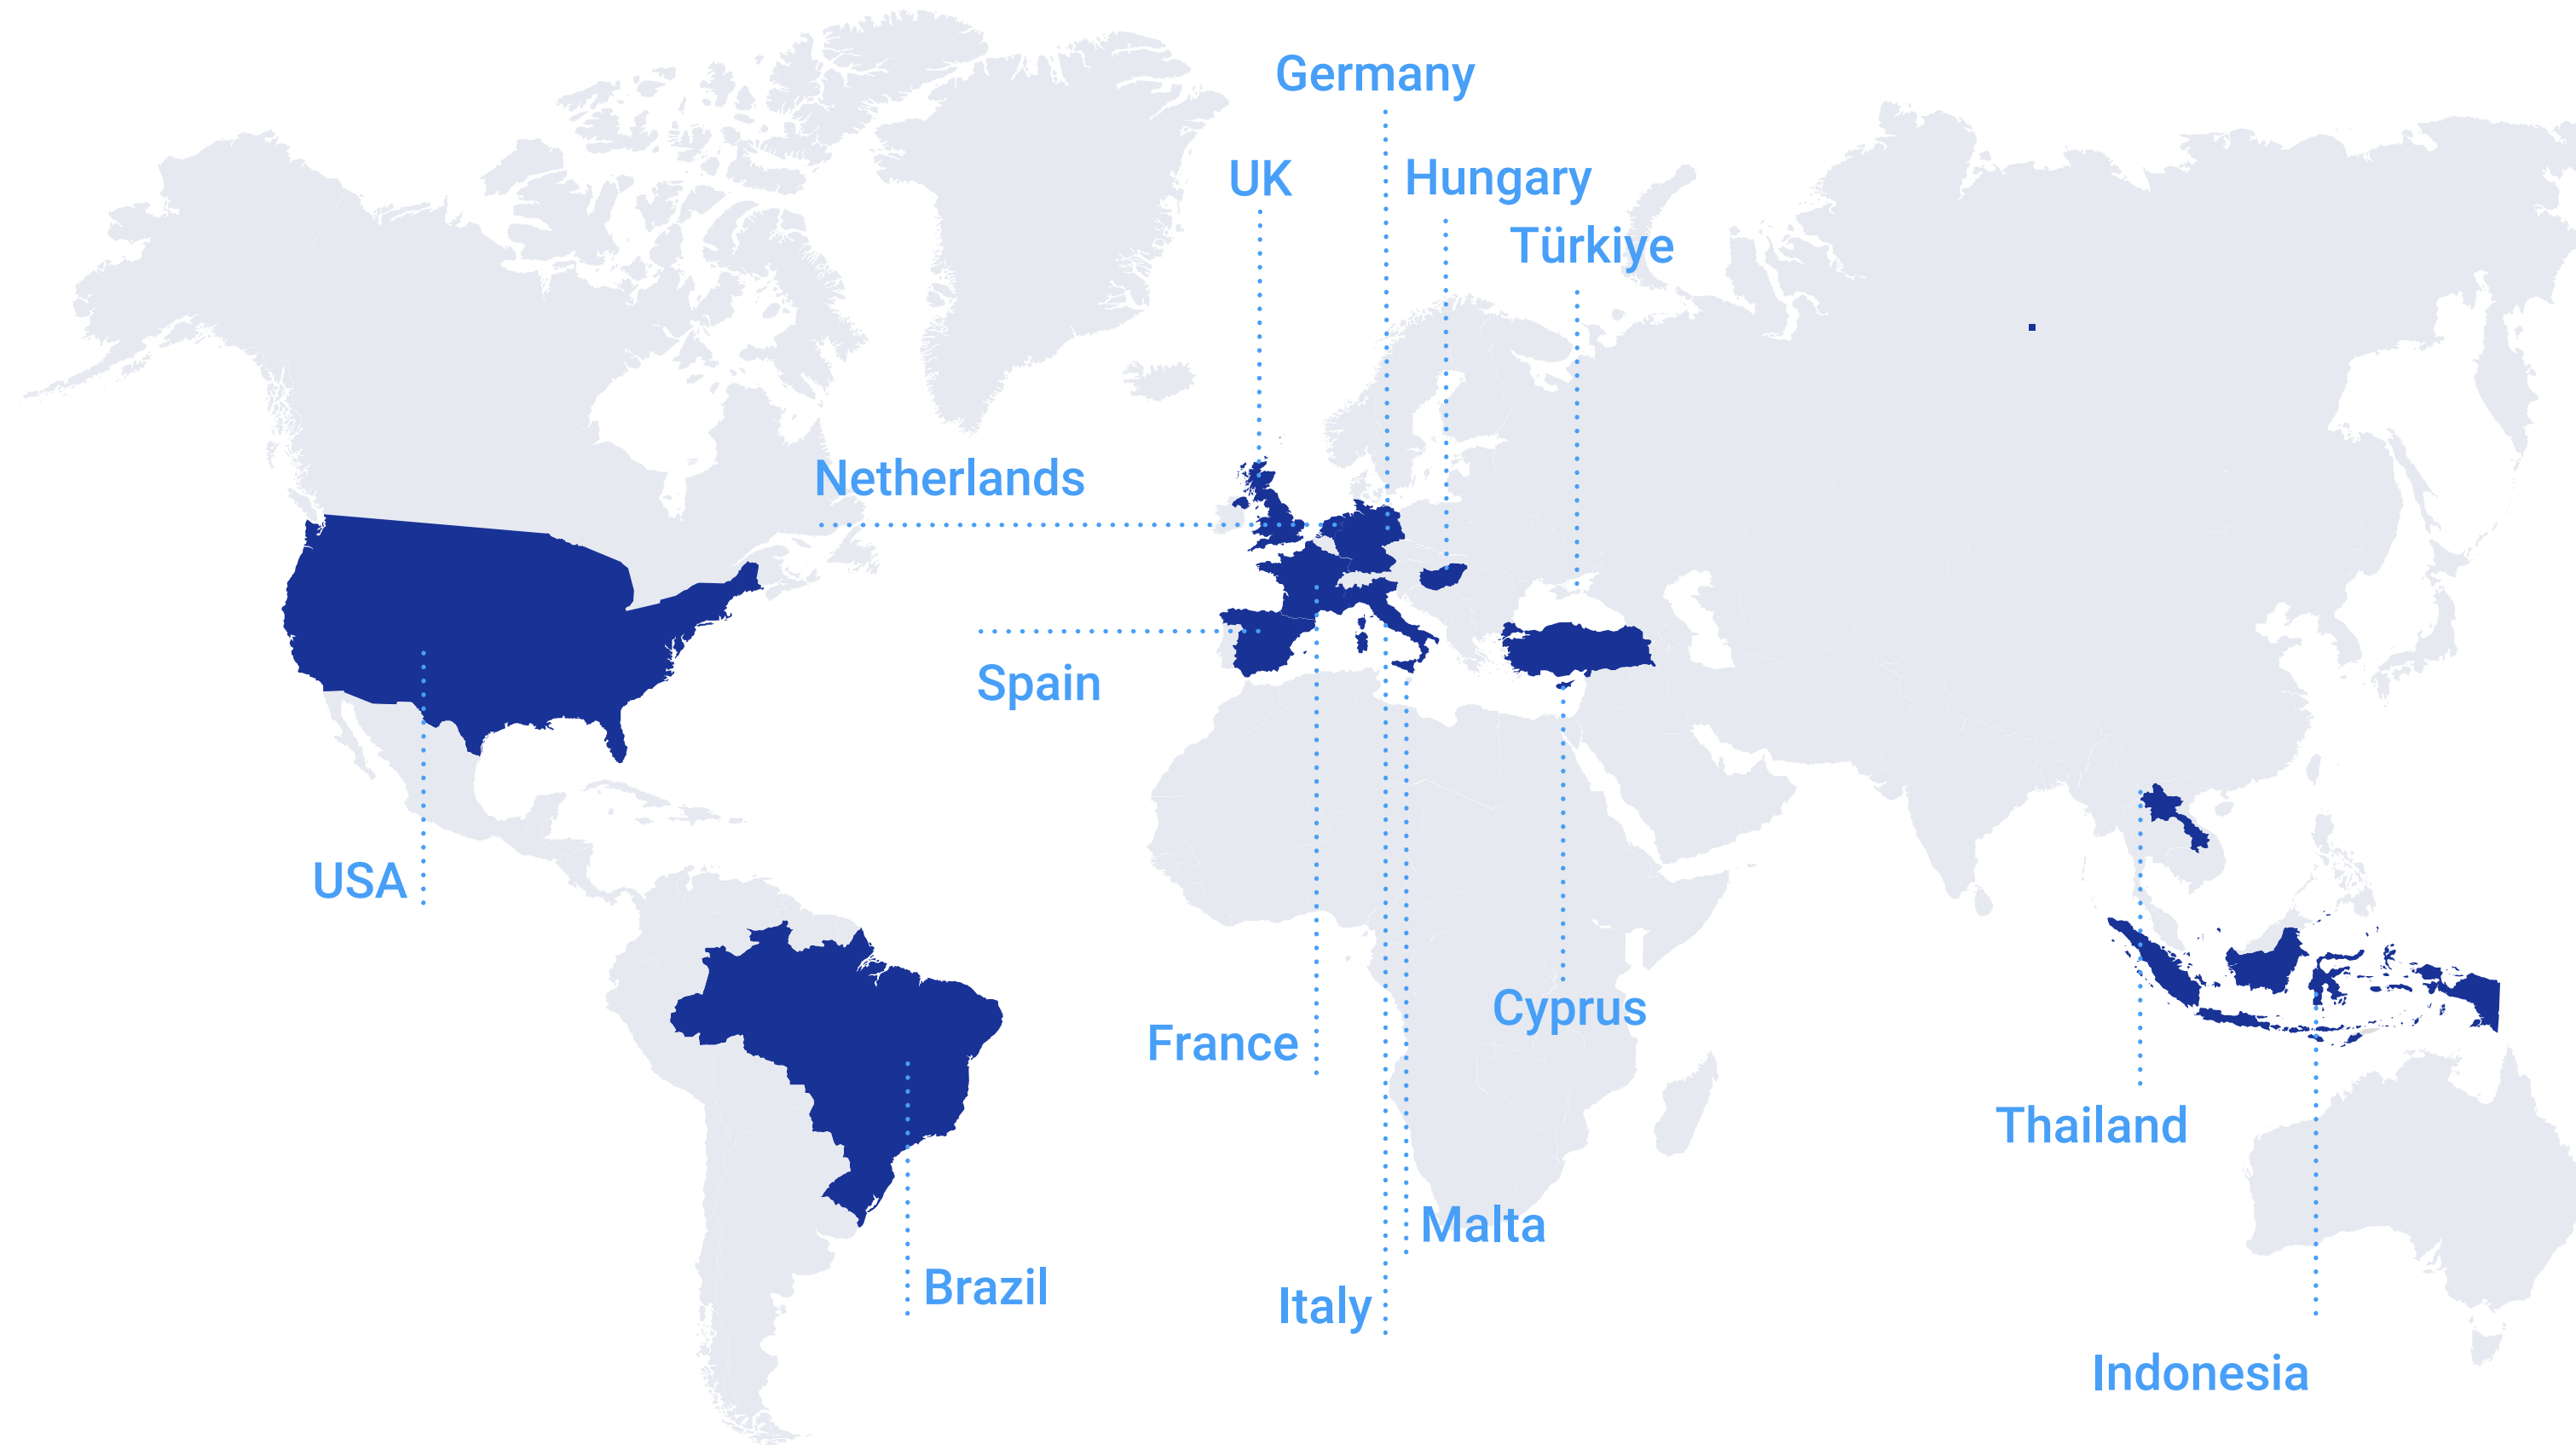 Germany
UK
Hungary
Türkiye
Netherlands
Spain
USA
Cyprus
France
Thailand
Malta
Brazil
Italy
Indonesia